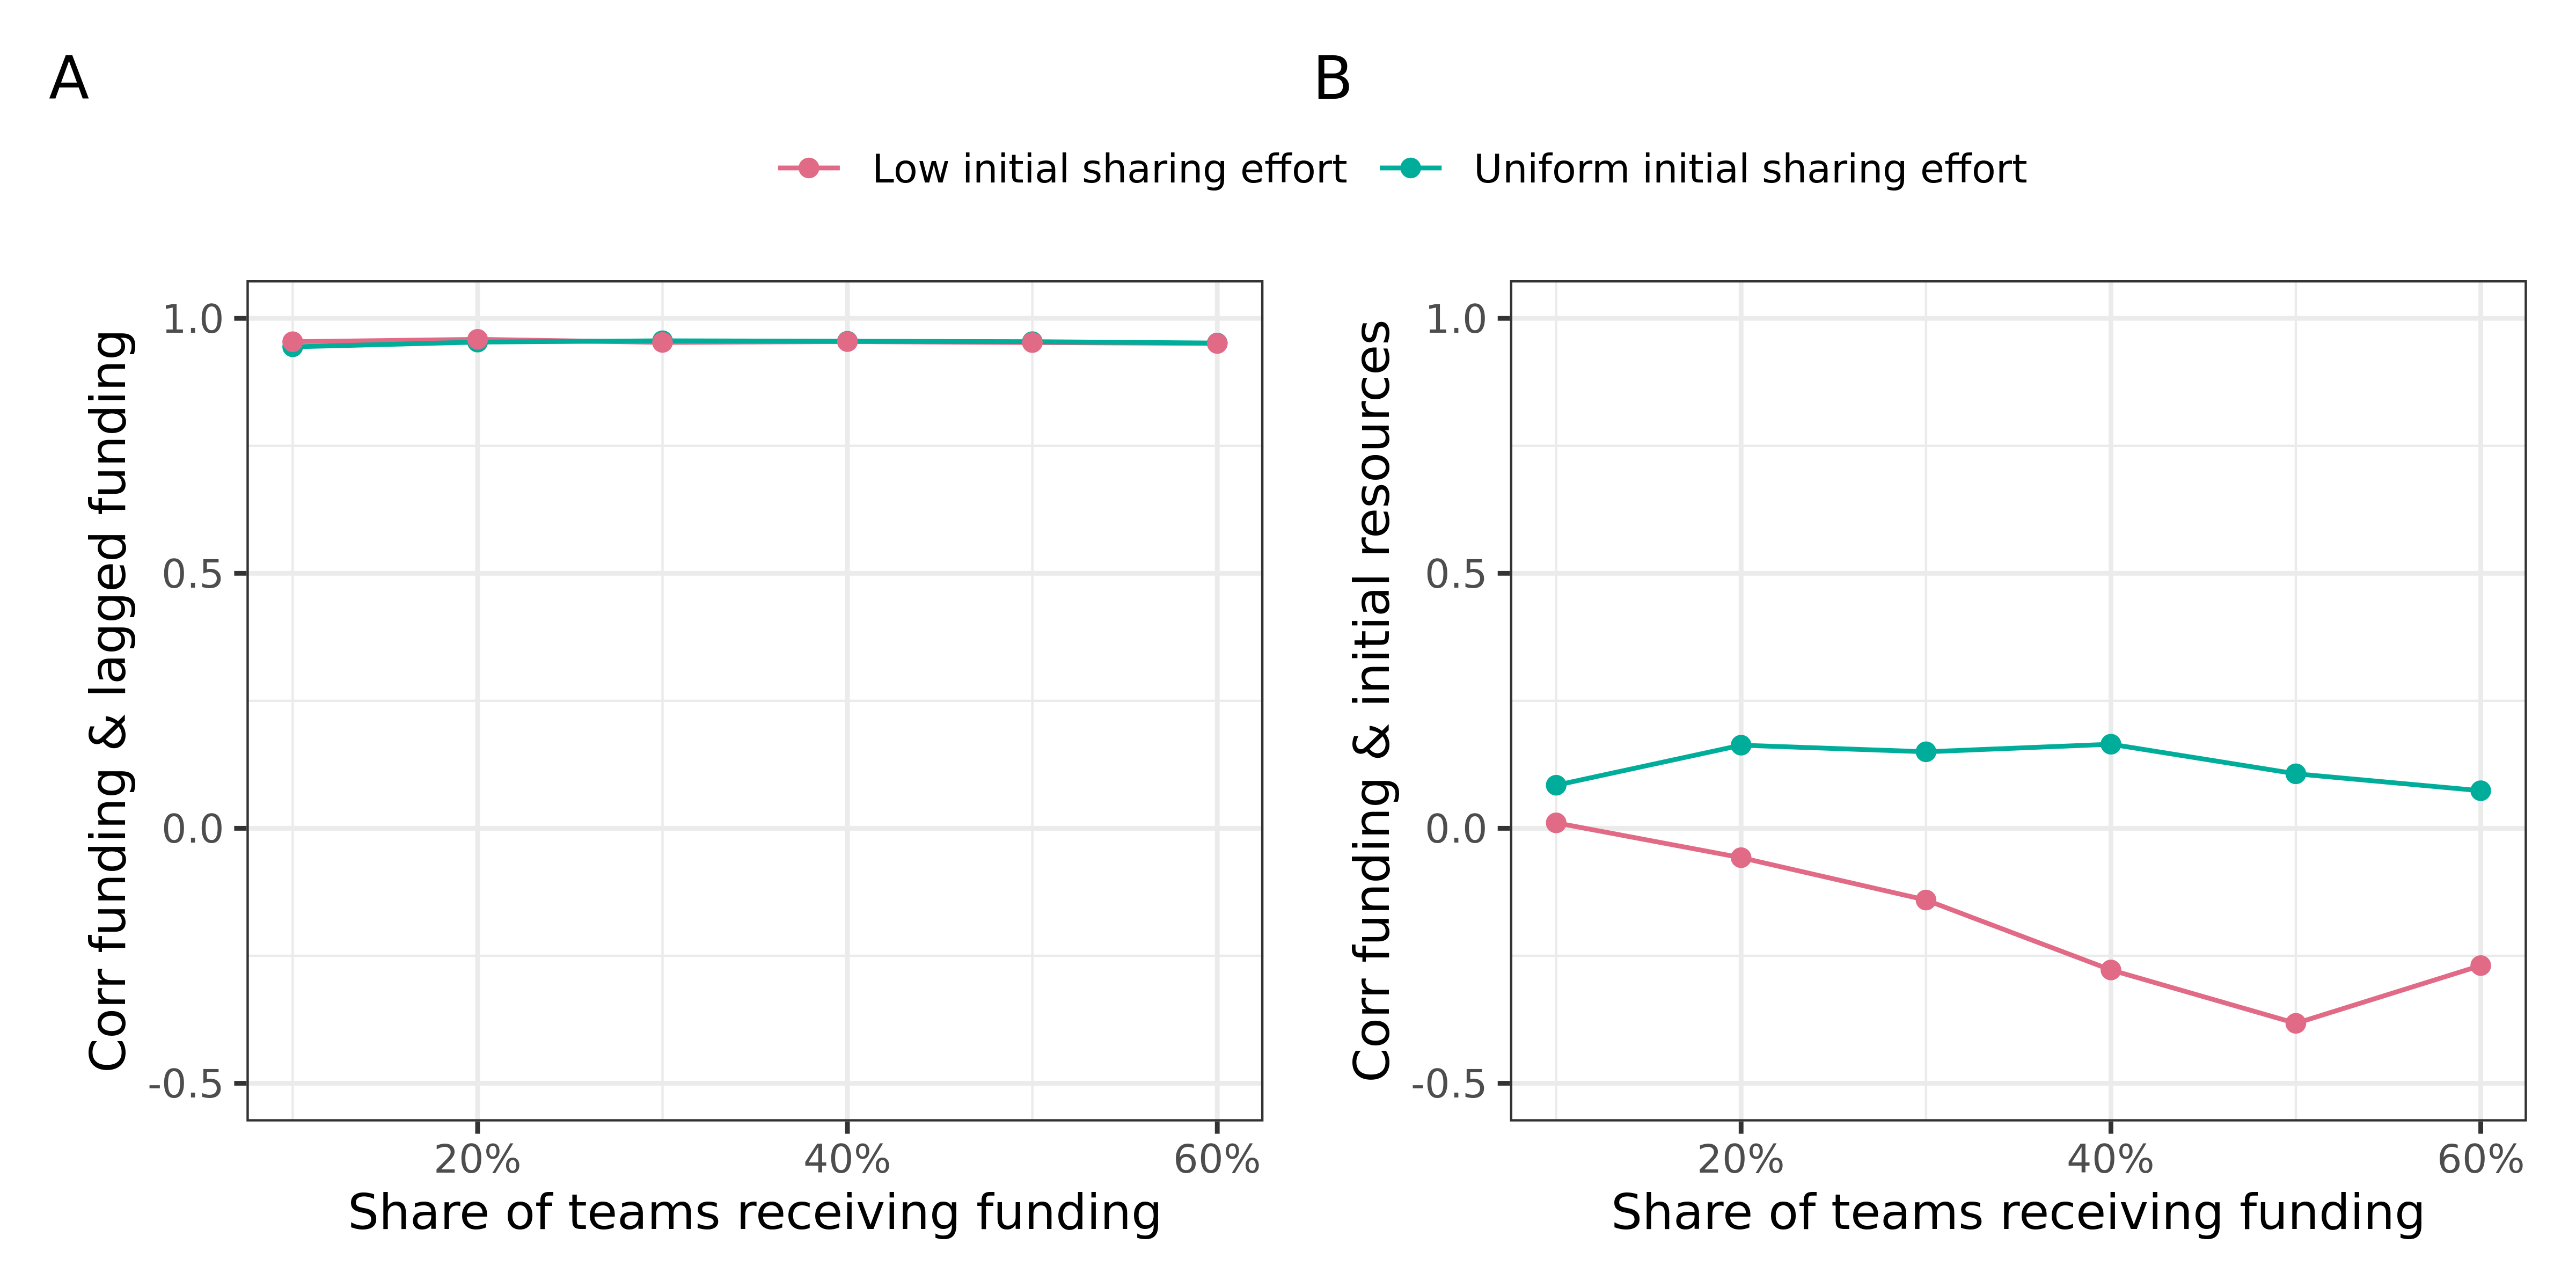 A
B
Low initial sharing effort
Uniform initial sharing effort
Corr funding & lagged funding
1.0
0.5
0.0
-0.5
20%
40%
60%
Share of teams receiving funding
Corr funding & initial resources
1.0
0.5
0.0
-0.5
20%
40%
60%
Share of teams receiving funding